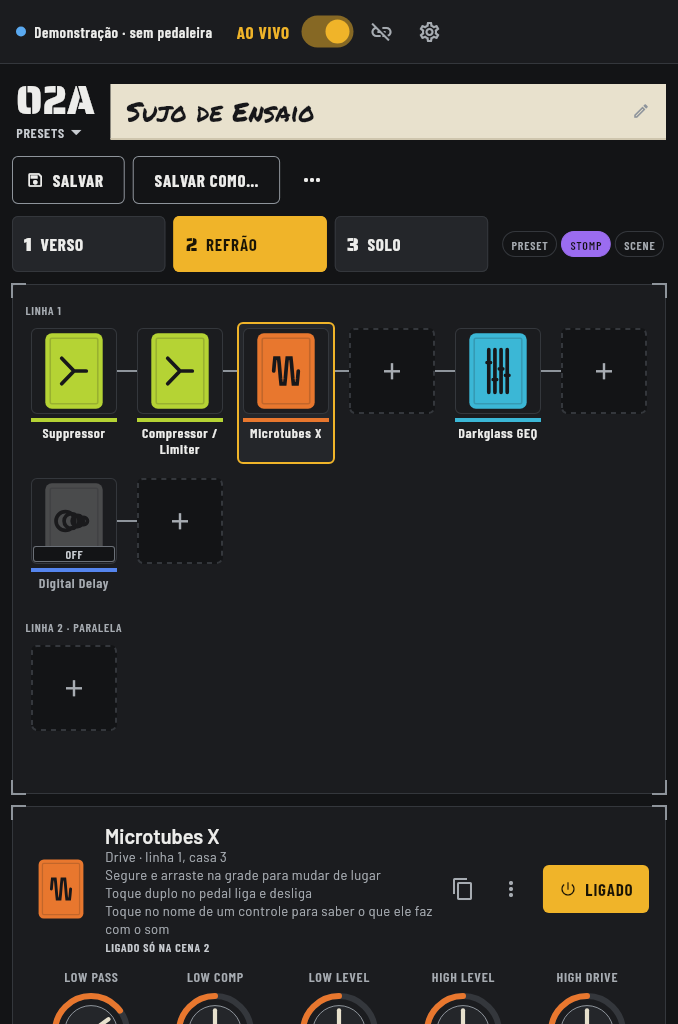 Demonstração · sem pedaleira
AO VIVO
02A
PRESETS
Sujo de Ensaio
SALVAR
SALVAR COMO...
1 VERSO
2 REFRÃO
3 SOLO
PRESET
STOMP
SCENE
LINHA 1
Suppressor
Compressor /
Limiter
Microtubes X
Darkglass GEQ
OFF
Digital Delay
LINHA 2 · PARALELA
Microtubes X
Drive · linha 1, casa 3
Segure e arraste na grade para mudar de lugar
Toque duplo no pedal liga e desliga
Toque no nome de um controle para saber o que ele faz
com o som
LIGADO SÓ NA CENA 2
LIGADO
LOW PASS
LOW COMP
LOW LEVEL
HIGH LEVEL
HIGH DRIVE